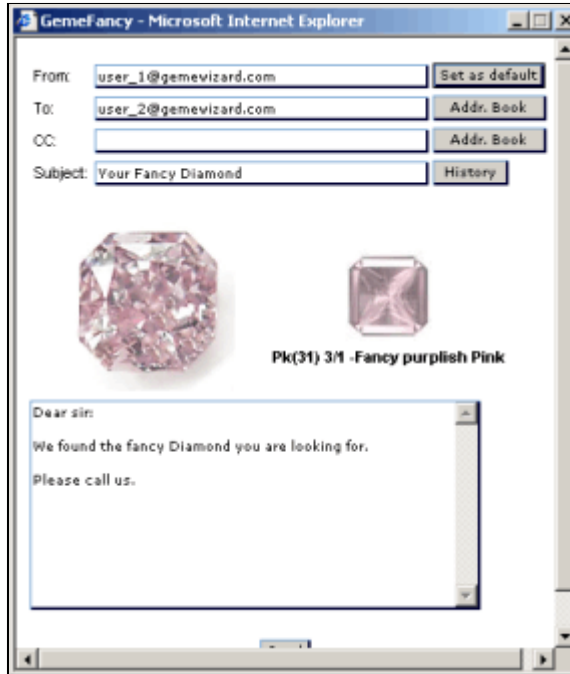 GemeFancy - Microsoft Internet Explorer
From: user_1@gemewizard.com Set as default
To: user_2@gemewizard.com Addr. Book
CC: Addr. Book
Subject: Your Fancy Diamond History
Pk(31) 3/1 -Fancy purplish Pink
Dear sir:
We found the fancy Diamond you are looking for.
Please call us.